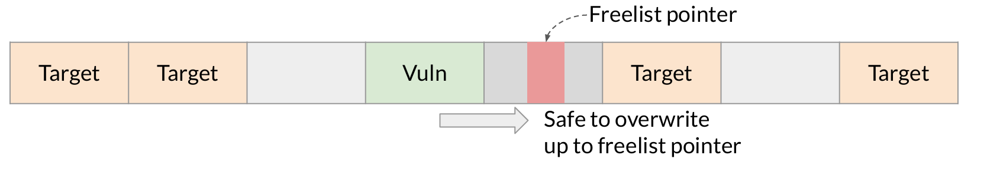 Freelist pointer
Target
Target
Vuln
Target
Target
Safe to overwrite
up to freelist pointer